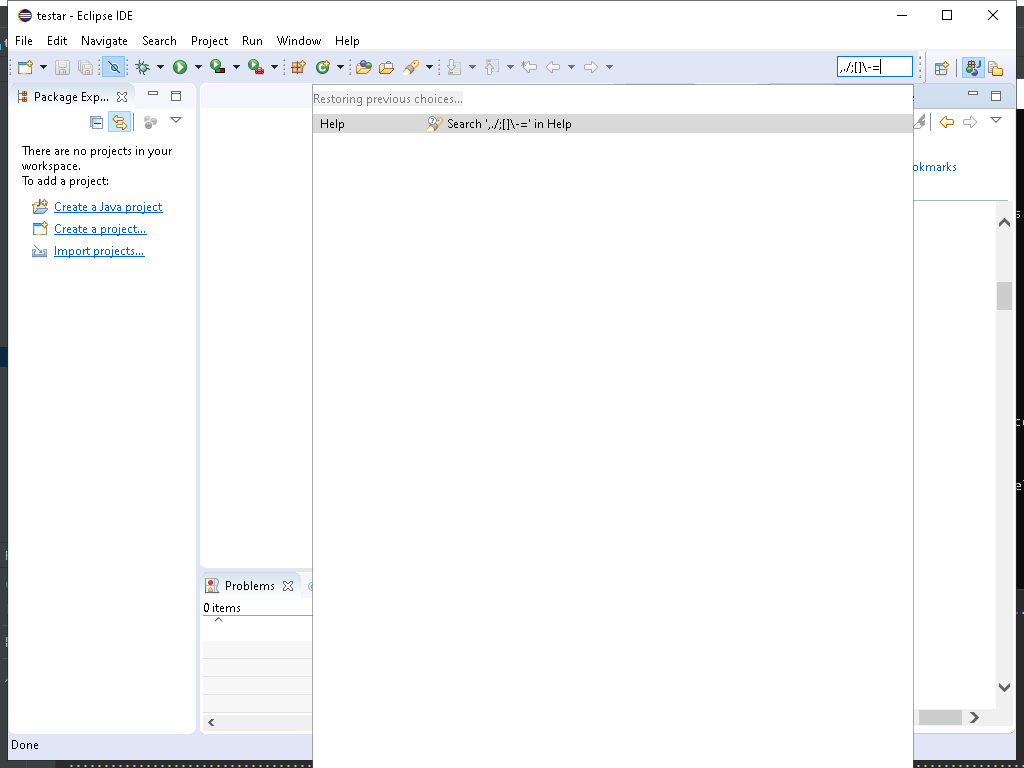 testar - Eclipse IDE
File Edit Navigate Search Project Run Window Help
,./;[]\-=
Package Exp...
Restoring previous choices...
Help Search ',./;[]\-=' in Help
There are no projects in your
workspace.
To add a project:
Create a Java project
Create a project...
Import projects...
okmarks
Problems
0 items
Done